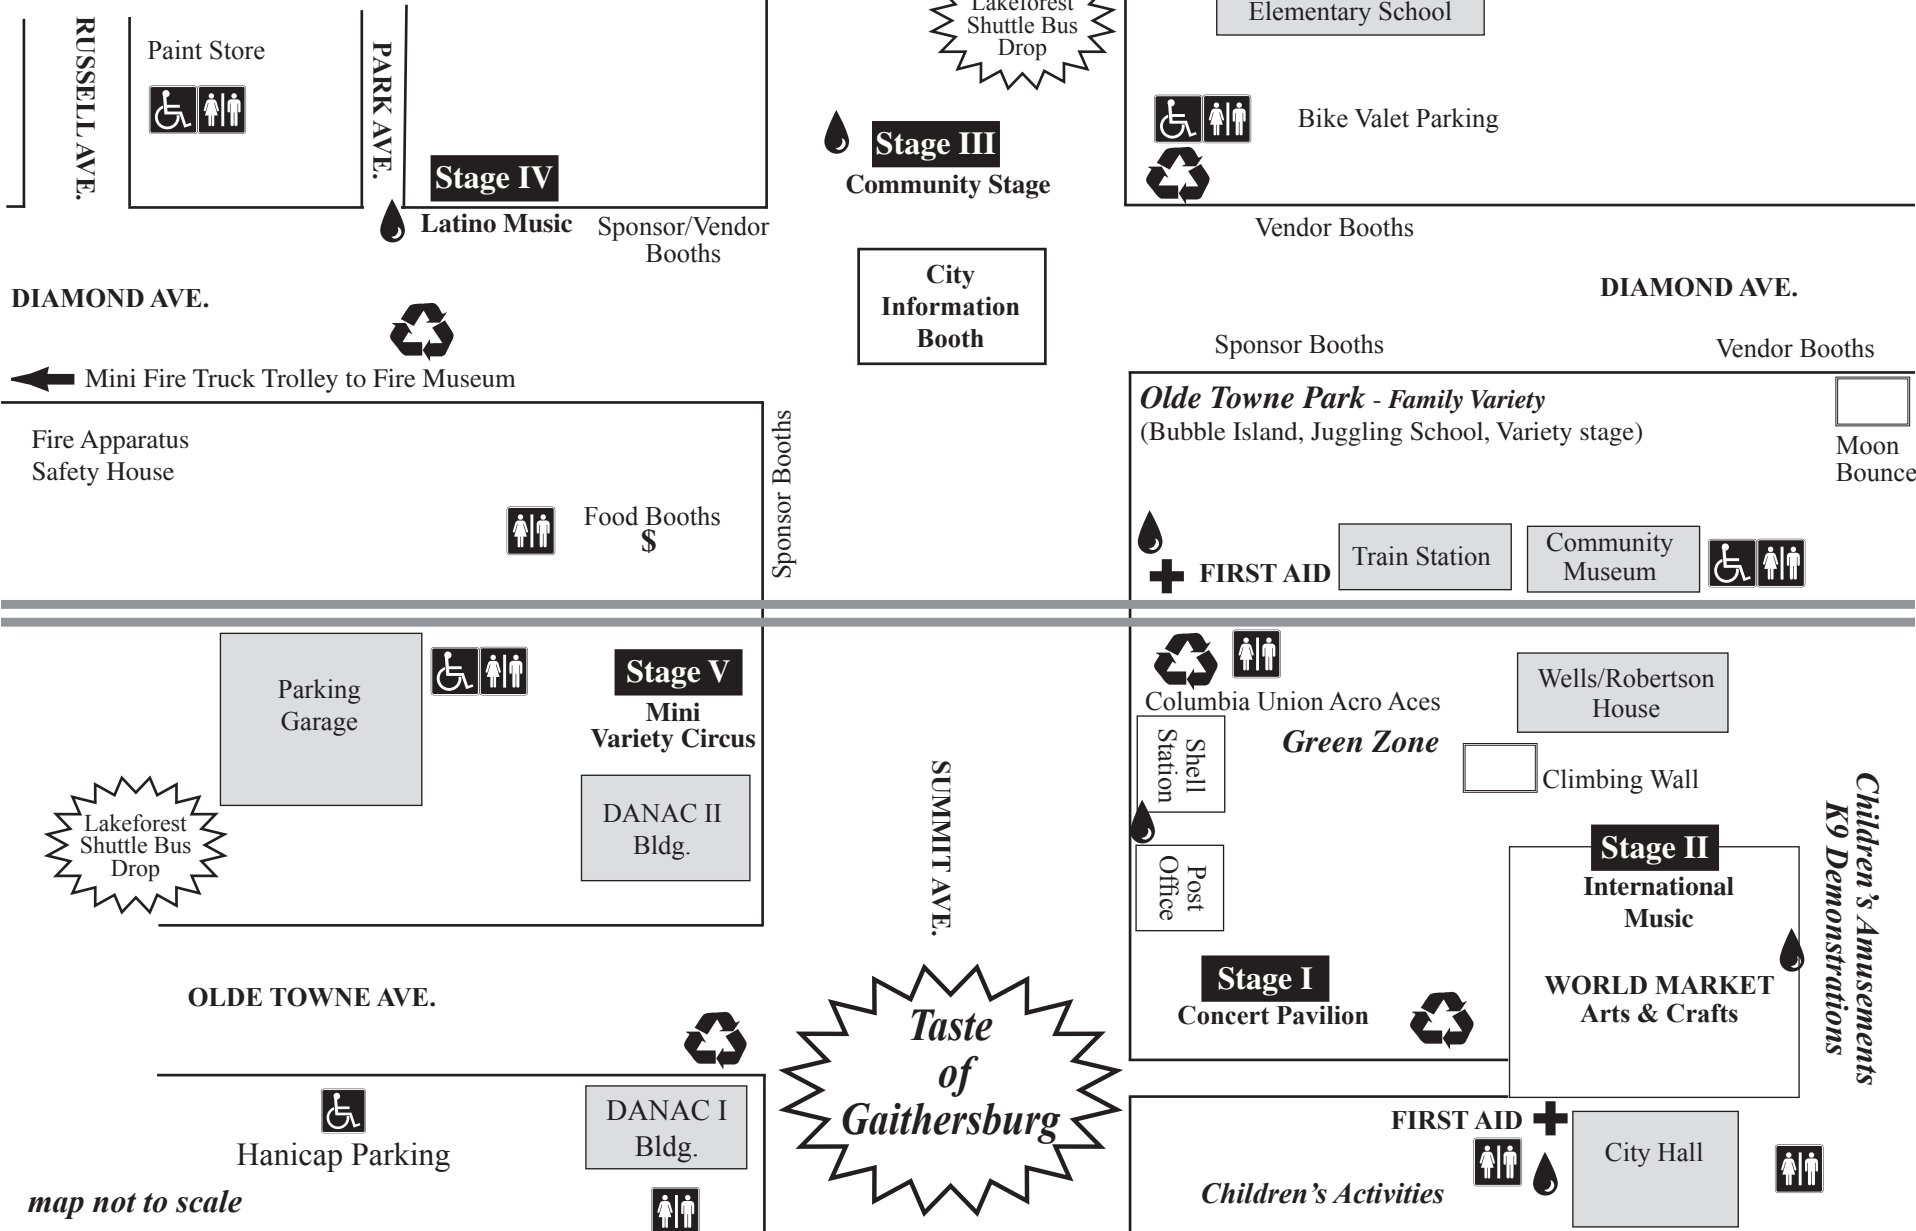 RUSSELL AVE.
Paint Store
PARK AVE.
Stage IV
Latino Music
Sponsor/Vendor
Booths
Lakeforest
Shuttle Bus
Drop
Stage III
Community Stage
Elementary School
Bike Valet Parking
Vendor Booths
City
Information
Booth
DIAMOND AVE.
DIAMOND AVE.
Sponsor Booths
Vendor Booths
Mini Fire Truck Trolley to Fire Museum
Fire Apparatus
Safety House
Food Booths
$
Sponsor Booths
Olde Towne Park - Family Variety
(Bubble Island, Juggling School, Variety stage)
Moon
Bounce
FIRST AID
Train Station
Community
Museum
Parking
Garage
Stage V
Mini
Variety Circus
DANAC II
Bldg.
Lakeforest
Shuttle Bus
Drop
SUMMIT AVE.
Columbia Union Acro Aces
Shell
Station
Green Zone
Wells/Robertson
House
Climbing Wall
Post
Office
Stage II
International
Music
WORLD MARKET
Arts & Crafts
Children's Amusements
K9 Demonstrations
Stage I
Concert Pavilion
OLDE TOWNE AVE.
Taste
of
Gaithersburg
DANAC I
Bldg.
Hanicap Parking
map not to scale
FIRST AID
City Hall
Children's Activities